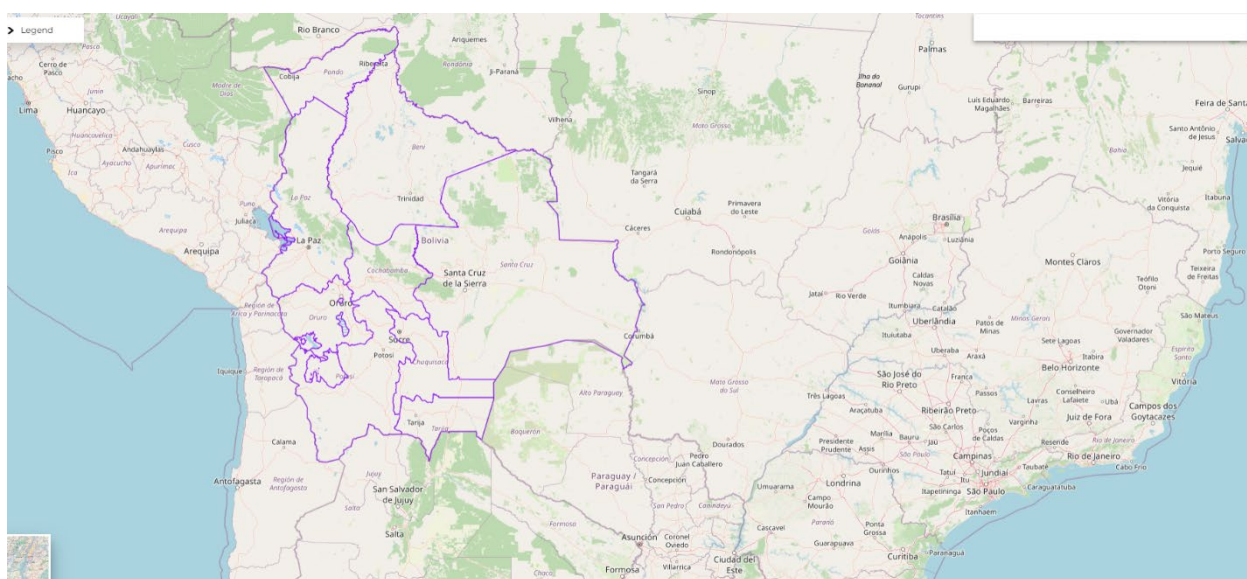 Legend
Rio Branco
Ucayali
Ariquemes
Tocantins
Palmas
Cerro de
Pasco
Pasco
Cobija
Pando
Riberalta
Rondônia
Ji-Paraná
Ilha do
Bananal
Gurupi
Junín
Madre de
Dios
Sinop
Luís Eduardo
Magalhães
Barreiras
Feira de Santa
Lima
Huancayo
Vilhena
Mato Grosso
Santo Antônio
de Jesus
Salva
Huancavelica
Cusco
Beni
Bahia
Pisco
Ayacucho
Andahuaylas
Apurímac
Jequié
Ica
Tangará
da Serra
La Paz
Trinidad
Primavera
do Leste
Vitória
da Conquista
Itabuna
Puno
Juliaca
Cuiabá
Brasília
Cáceres
Goiás
Anápolis
Luziânia
Arequipa
La Paz
Bolivia
Rondonópolis
Goiânia
Montes Claros
Porto Seguro
Arequipa
Cochabamba
Santa Cruz
de la Sierra
Santa Cruz
Caldas
Novas
Teófilo
Otoni
Teixeira
de Freitas
Jataí
Rio Verde
Región de
Arica y Parinacota
Oruro
Oruro
Itumbiara
Catalão
Uberlândia
Patos de
Minas
Minas Gerais
São Mateus
Corumbá
Ituiutaba
Sete Lagoas
Governador
Valadares
Sucre
Potosí
Chuquisaca
Uberaba
Araxá
Itabira
Espírito
Santo
Iquique
Región de
Tarapacá
Potosí
São José do
Rio Preto
Franca
Belo Horizonte
Vitória
Alto Paraguay
Mato Grosso
do Sul
Três Lagoas
Passos
Conselheiro
Lafaiete
Ubá
Araçatuba
Ribeirão Preto
Lavras
Campos dos
Goytacazes
Tarija
Tarija
Boquerón
São Carlos
Poços
de Caldas
Juiz de Fora
Calama
Dourados
Presidente
Prudente
Marília
Assis
Bauru
Jaú
Varginha
Resende
Rio de Janeiro
Concepción
Pedro
Juan Caballero
Ourinhos
Campinas
Rio de Janeiro
Antofagasta
Región de
Antofagasta
Jujuy
San Salvador
de Jujuy
Paraguay /
Paraguái
Concepción
Umuarama
Londrina
Tatuí
Itu
Jundiaí
Taubaté
Cabo Frio
Itapetininga
São Paulo
Caraguatatuba
Salta
Campo
Mourão
Itanhaém
San Pedro
Canindeyú
Salta
Formosa
Cascavel
Paraná
Ponta
Grossa
Asunción
Coronel
Oviedo
Guarapuava
Curitiba
Paranaguá
Chaco
Formosa
Villarrica
Ciudad del
Este